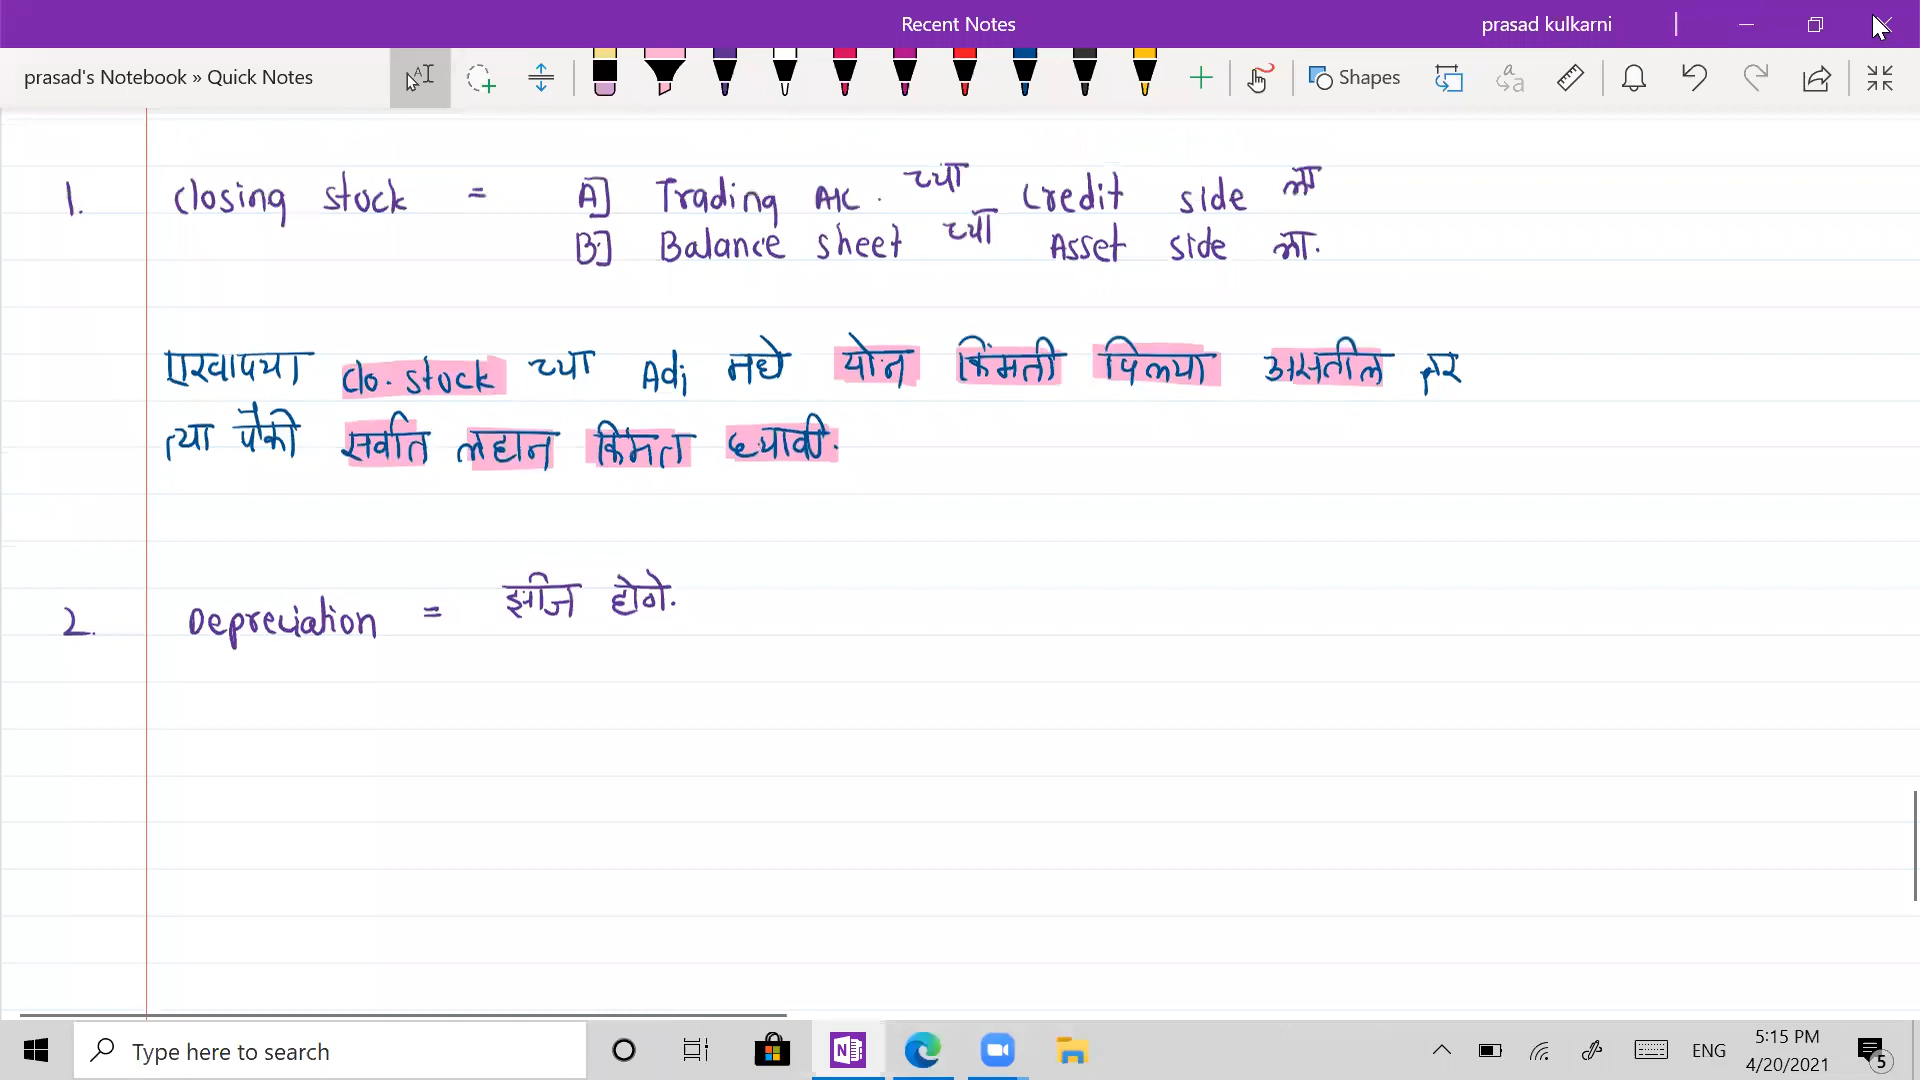 Recent Notes
prasad kulkarni
prasad's Notebook » Quick Notes
Shapes
1. Closing stock = A] Trading A/C. च्या Credit side ला
B] Balance sheet च्या Asset side ला.
एखाद्या Clo. stock च्या Adj मधे दोन किंमती दिल्या असतील तर
त्या पैकी सर्वात लहान किंमत घ्यावी.
2. Depreciation = झीज होणे.
Type here to search
ENG
5:15 PM
4/20/2021
5